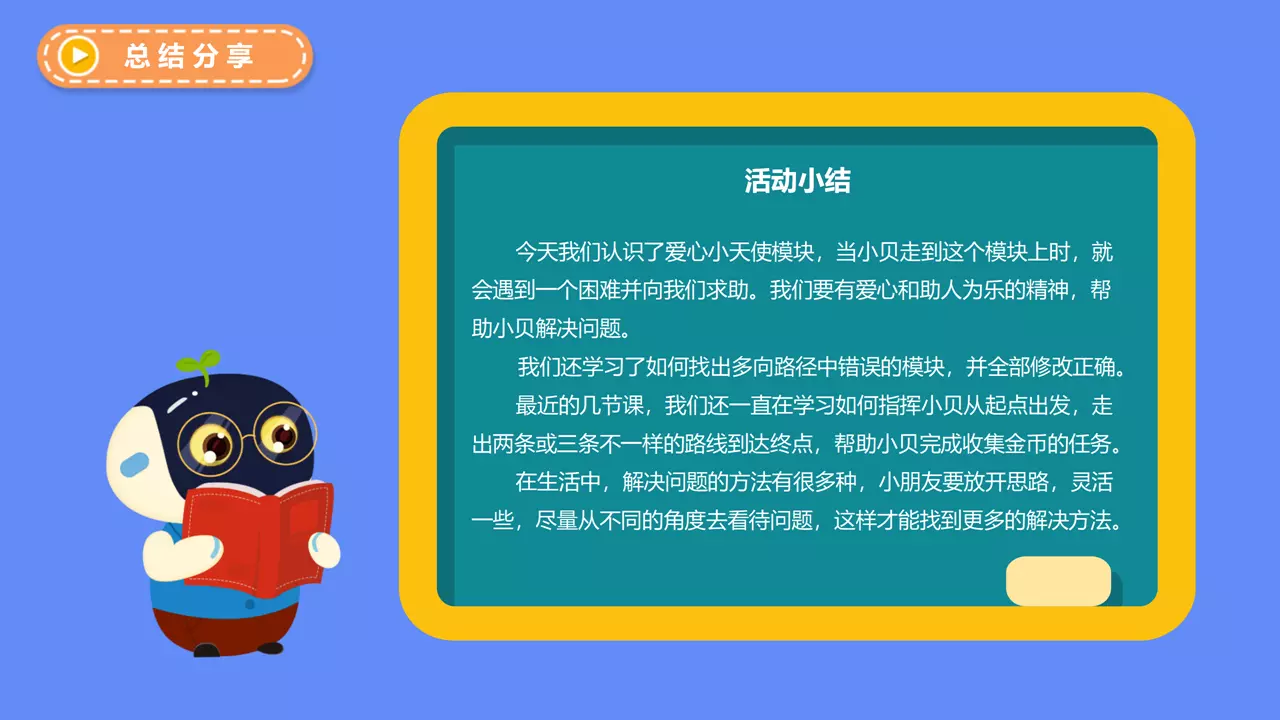 总结分享
活动小结
今天我们认识了爱心小天使模块，当小贝走到这个模块上时，就
会遇到一个困难并向我们求助。我们要有爱心和助人为乐的精神，帮
助小贝解决问题。
我们还学习了如何找出多向路径中错误的模块，并全部修改正确。
最近的几节课，我们还一直在学习如何指挥小贝从起点出发，走
出两条或三条不一样的路线到达终点，帮助小贝完成收集金币的任务。
在生活中，解决问题的方法有很多种，小朋友要放开思路，灵活
一些，尽量从不同的角度去看待问题，这样才能找到更多的解决方法。